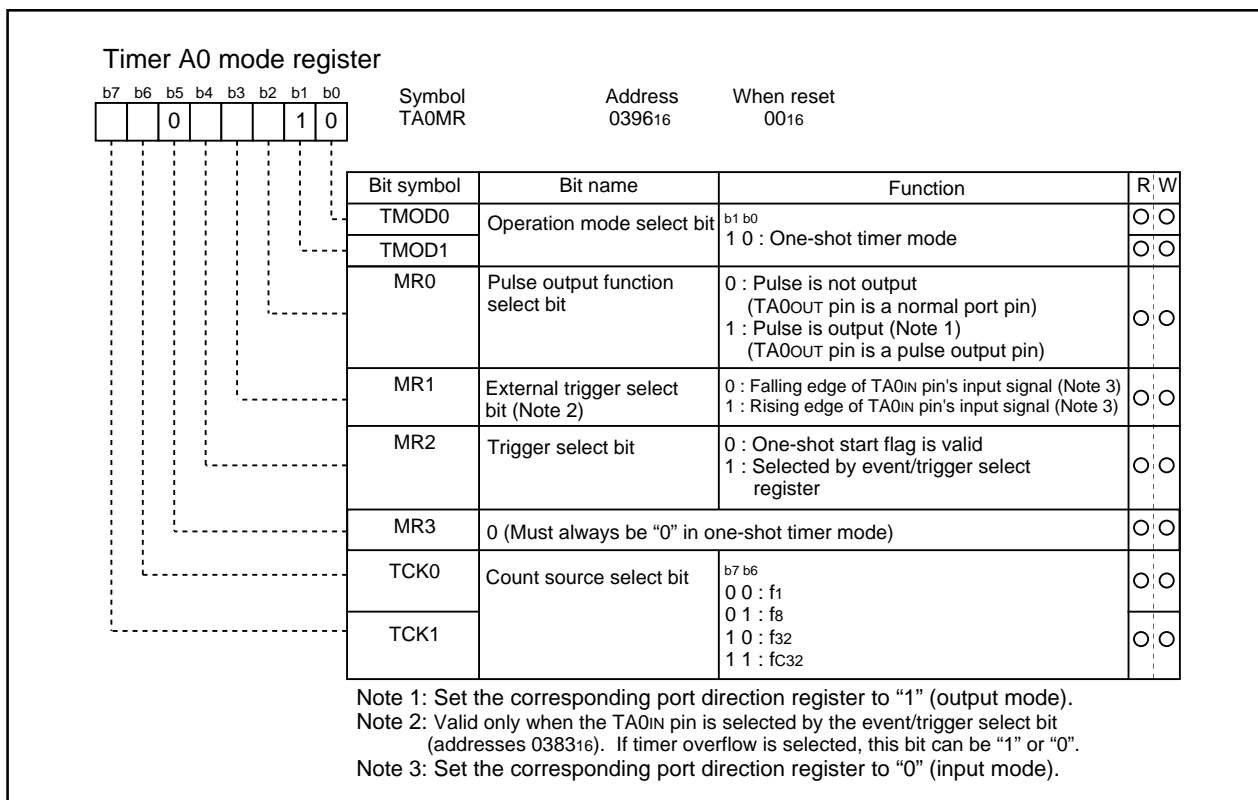 Timer A0 mode register
b7 b6 b5 b4 b3 b2 b1 b0
0 1 0
Symbol Address When reset
TA0MR 039616 0016
Bit symbol Bit name Function R W
TMOD0 Operation mode select bit b1 b0
TMOD1 1 0 : One-shot timer mode
MR0 Pulse output function select bit 0 : Pulse is not output
(TA0OUT pin is a normal port pin)
1 : Pulse is output (Note 1)
(TA0OUT pin is a pulse output pin)
MR1 External trigger select bit (Note 2) 0 : Falling edge of TA0IN pin's input signal (Note 3)
1 : Rising edge of TA0IN pin's input signal (Note 3)
MR2 Trigger select bit 0 : One-shot start flag is valid
1 : Selected by event/trigger select
register
MR3 0 (Must always be “0” in one-shot timer mode)
TCK0 Count source select bit b7 b6
0 0 : f1
0 1 : f8
TCK1 1 0 : f32
1 1 : fC32
Note 1: Set the corresponding port direction register to “1” (output mode).
Note 2: Valid only when the TA0IN pin is selected by the event/trigger select bit
(addresses 038316). If timer overflow is selected, this bit can be “1” or “0”.
Note 3: Set the corresponding port direction register to “0” (input mode).